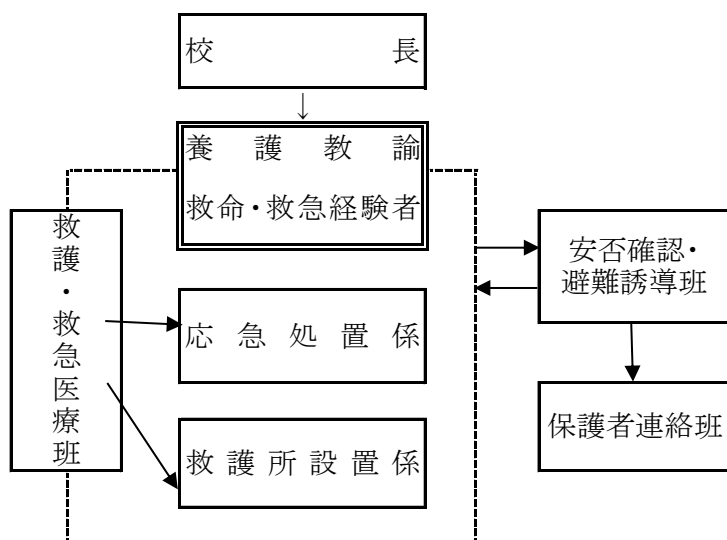 校長
↓
養護教諭
救命・救急経験者
救護・救急医療班
安否確認・
避難誘導班
応急処置係
保護者連絡班
救護所設置係